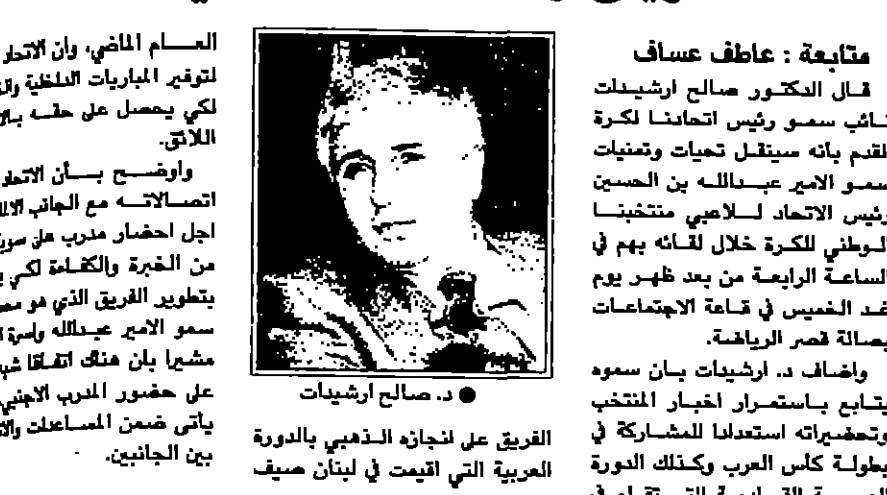 متابعة : عاطف عساف
قال الدكتور صالح ارشيدات
نائب سمو رئيس اتحادنا لكرة
القدم بأنه سينقل تحيات وتمنيات
سمو الامير عبدالله بن الحسين
رئيس الاتحاد للاعبي منتخبنا
الوطني للكرة خلال لقائه بهم في
الساعة الرابعة من بعد ظهر يوم
غد الخميس في قاعة الاجتماعات
بصالة قصر الرياضة.
واضاف د. ارشيدات بان سموه
يتابع باستمرار اخبار المنتخب
وتحضيراته استعدادا للمشاركة في
بطولة كأس العرب وكذلك الدورة
● د. صالح ارشيدات
الفريق على انجازه الذهبي بالدورة
العربية التي اقيمت في لبنان صيف
العام الماضي، وأن الاتحاد
لتوفير المباريات الداخلية
لكي يحصل على حقه
اللائق.
واوضح بأن الاتحاد
اتصالاته مع الجانب
اجل احضار مدرب على
من الخبرة والكفاءة لكي
بتطوير الفريق الذي هو
سمو الامير عبدالله واسرة
مشيرا بان هناك اتفاقا
على حضور المدرب الاجنبي
يأتى ضمن المساعدات
بين الجانبين.